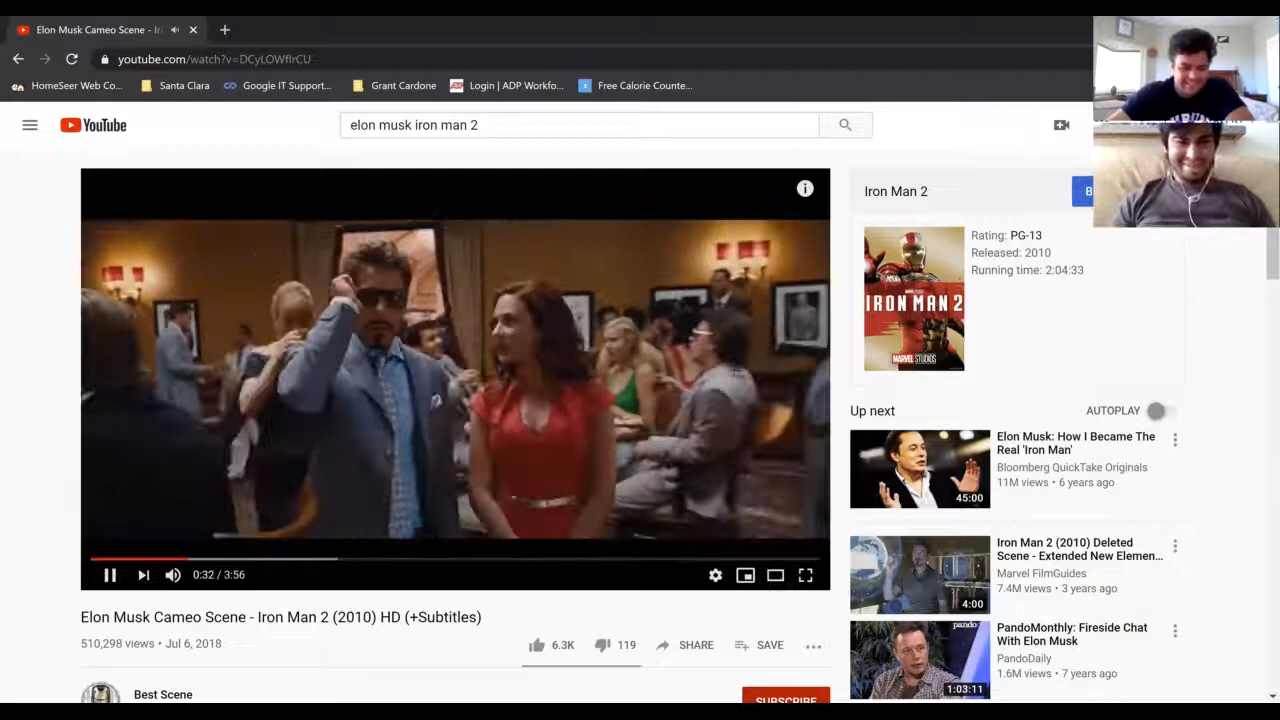 Elon Musk Cameo Scene - Ir
youtube.com/watch?v=DCyLOWfIrCU
HomeSeer Web Co...
Santa Clara
Google IT Support...
Grant Cardone
ADP
Login | ADP Workfo...
Free Calorie Counte...
YouTube
elon musk iron man 2
Iron Man 2
B
Rating: PG-13
Released: 2010
Running time: 2:04:33
IRON MAN 2
MARVEL STUDIOS
Up next
AUTOPLAY
45:00
Elon Musk: How I Became The
Real 'Iron Man'
Bloomberg QuickTake Originals
11M views • 6 years ago
4:00
Iron Man 2 (2010) Deleted
Scene - Extended New Elemen...
Marvel FilmGuides
7.4M views • 3 years ago
pando
1:03:11
PandoMonthly: Fireside Chat
With Elon Musk
PandoDaily
1.6M views • 7 years ago
0:32 / 3:56
Elon Musk Cameo Scene - Iron Man 2 (2010) HD (+Subtitles)
510,298 views • Jul 6, 2018
6.3K
119
SHARE
SAVE
Best Scene
SUBSCRIBE